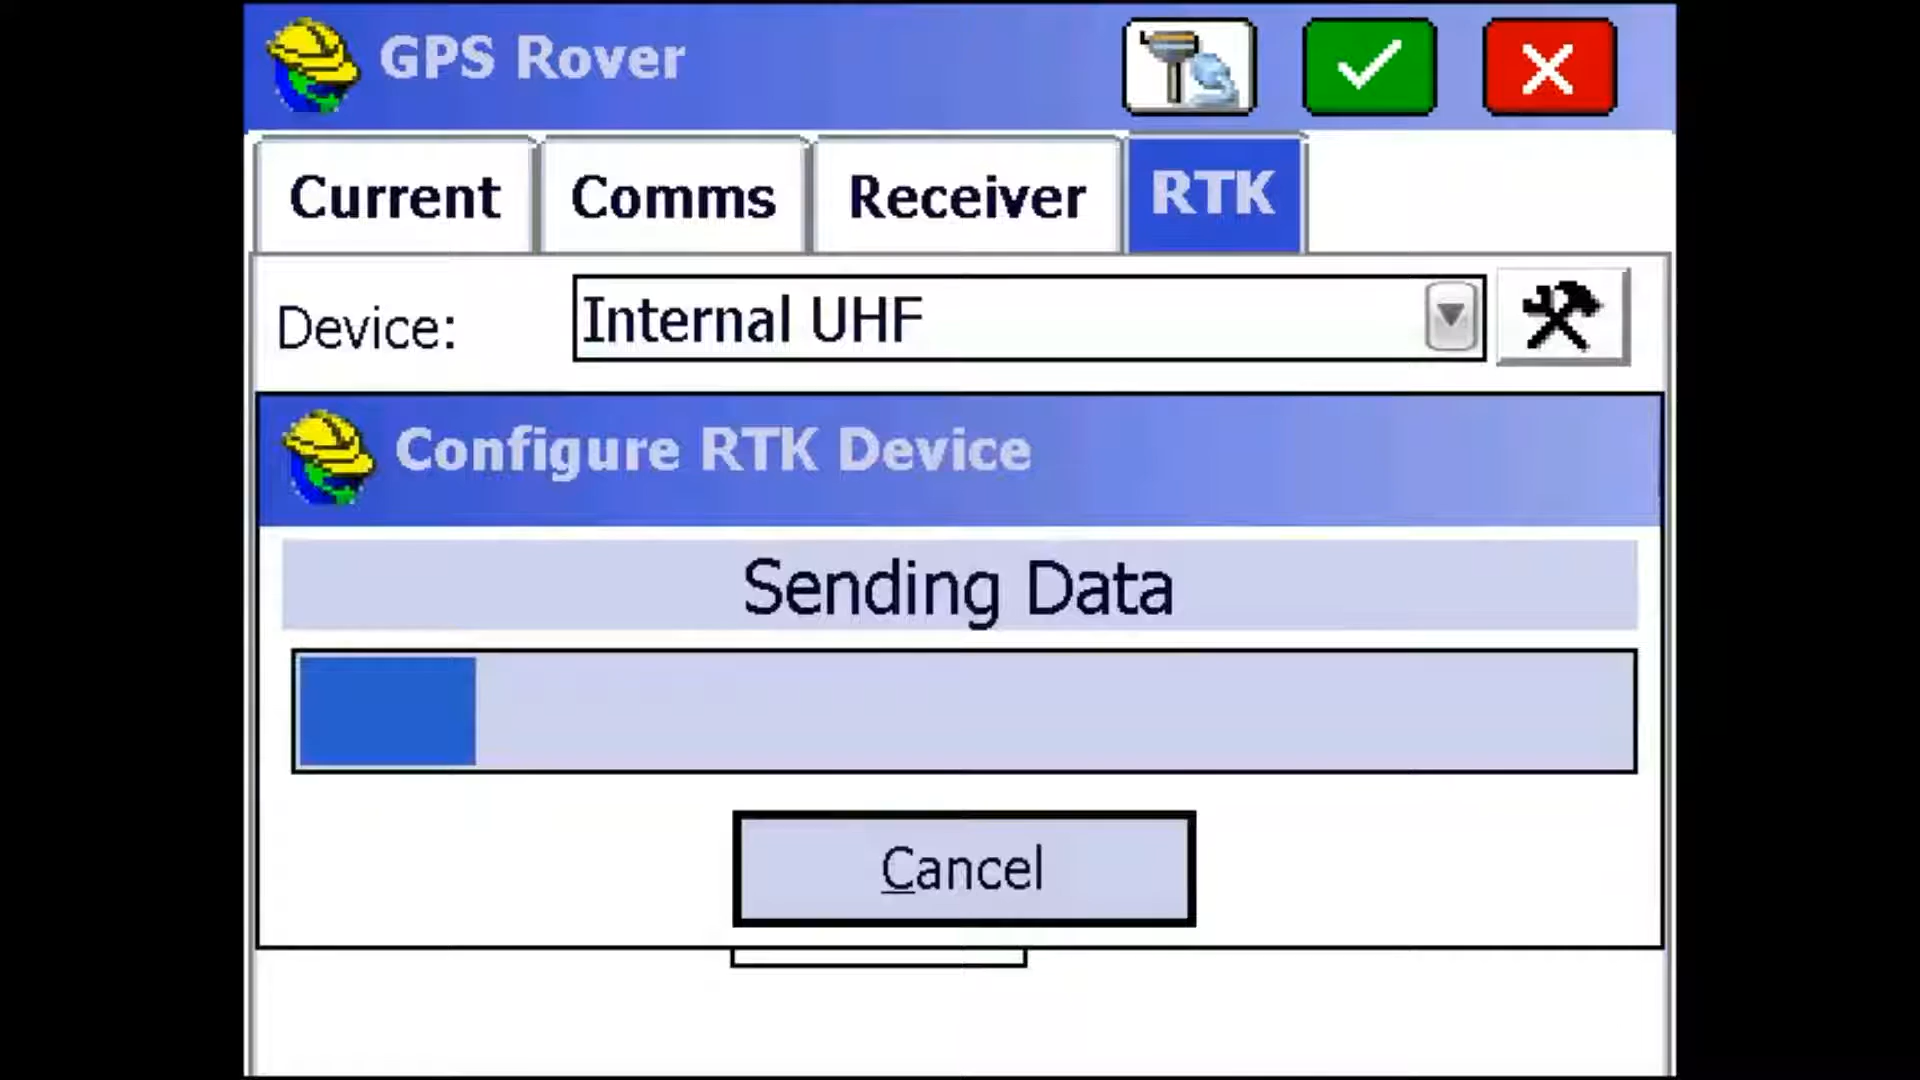 GPS Rover
Current Comms Receiver RTK
Device: Internal UHF
Configure RTK Device
Sending Data
Cancel